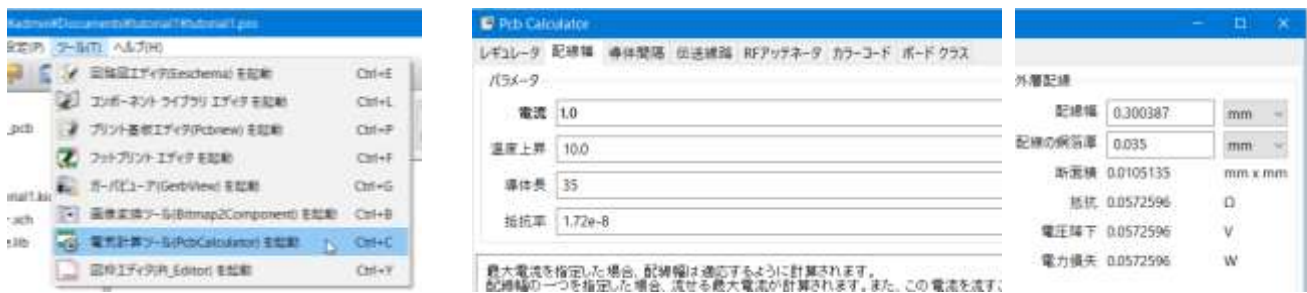 ツール(T) ヘルプ(H)
回路図エディタ(Eeschema) を起動 Ctrl+E
コンポーネント ライブラリ エディタ を起動 Ctrl+L
プリント基板エディタ(Pcbnew) を起動 Ctrl+P
フットプリント エディタ を起動 Ctrl+F
ガーバビューア(GerbView) を起動 Ctrl+G
画像変換ツール(Bitmap2Component) を起動 Ctrl+B
電気計算ツール(PcbCalculator) を起動 Ctrl+C
図枠エディタ(Pl_Editor) を起動 Ctrl+Y
_pcb
Pcb Calculator
レギュレータ 配線幅 導体間隔 伝送線路 RFアッテネータ カラーコード ボード クラス
パラメータ
電流 1.0
温度上昇 10.0
導体長 35
抵抗率 1.72e-8
最大電流を指定した場合、配線幅は適応するように計算されます。
配線幅の一つを指定した場合、流せる最大電流が計算されます。また、この電流を流す
外層配線
配線幅 0.300387 mm
配線の銅箔厚 0.035 mm
断面積 0.0105135 mm x mm
抵抗 0.0572596 Ω
電圧降下 0.0572596 V
電力損失 0.0572596 W